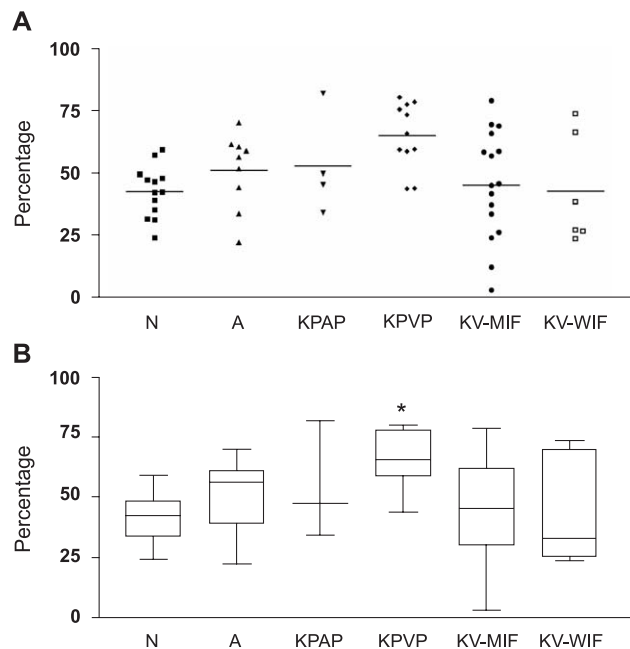 A
100
75
50
25
0
Percentage
N A KPAP KPVP KV-MIF KV-WIF
B
100
75
50
25
0
Percentage
*
N A KPAP KPVP KV-MIF KV-WIF